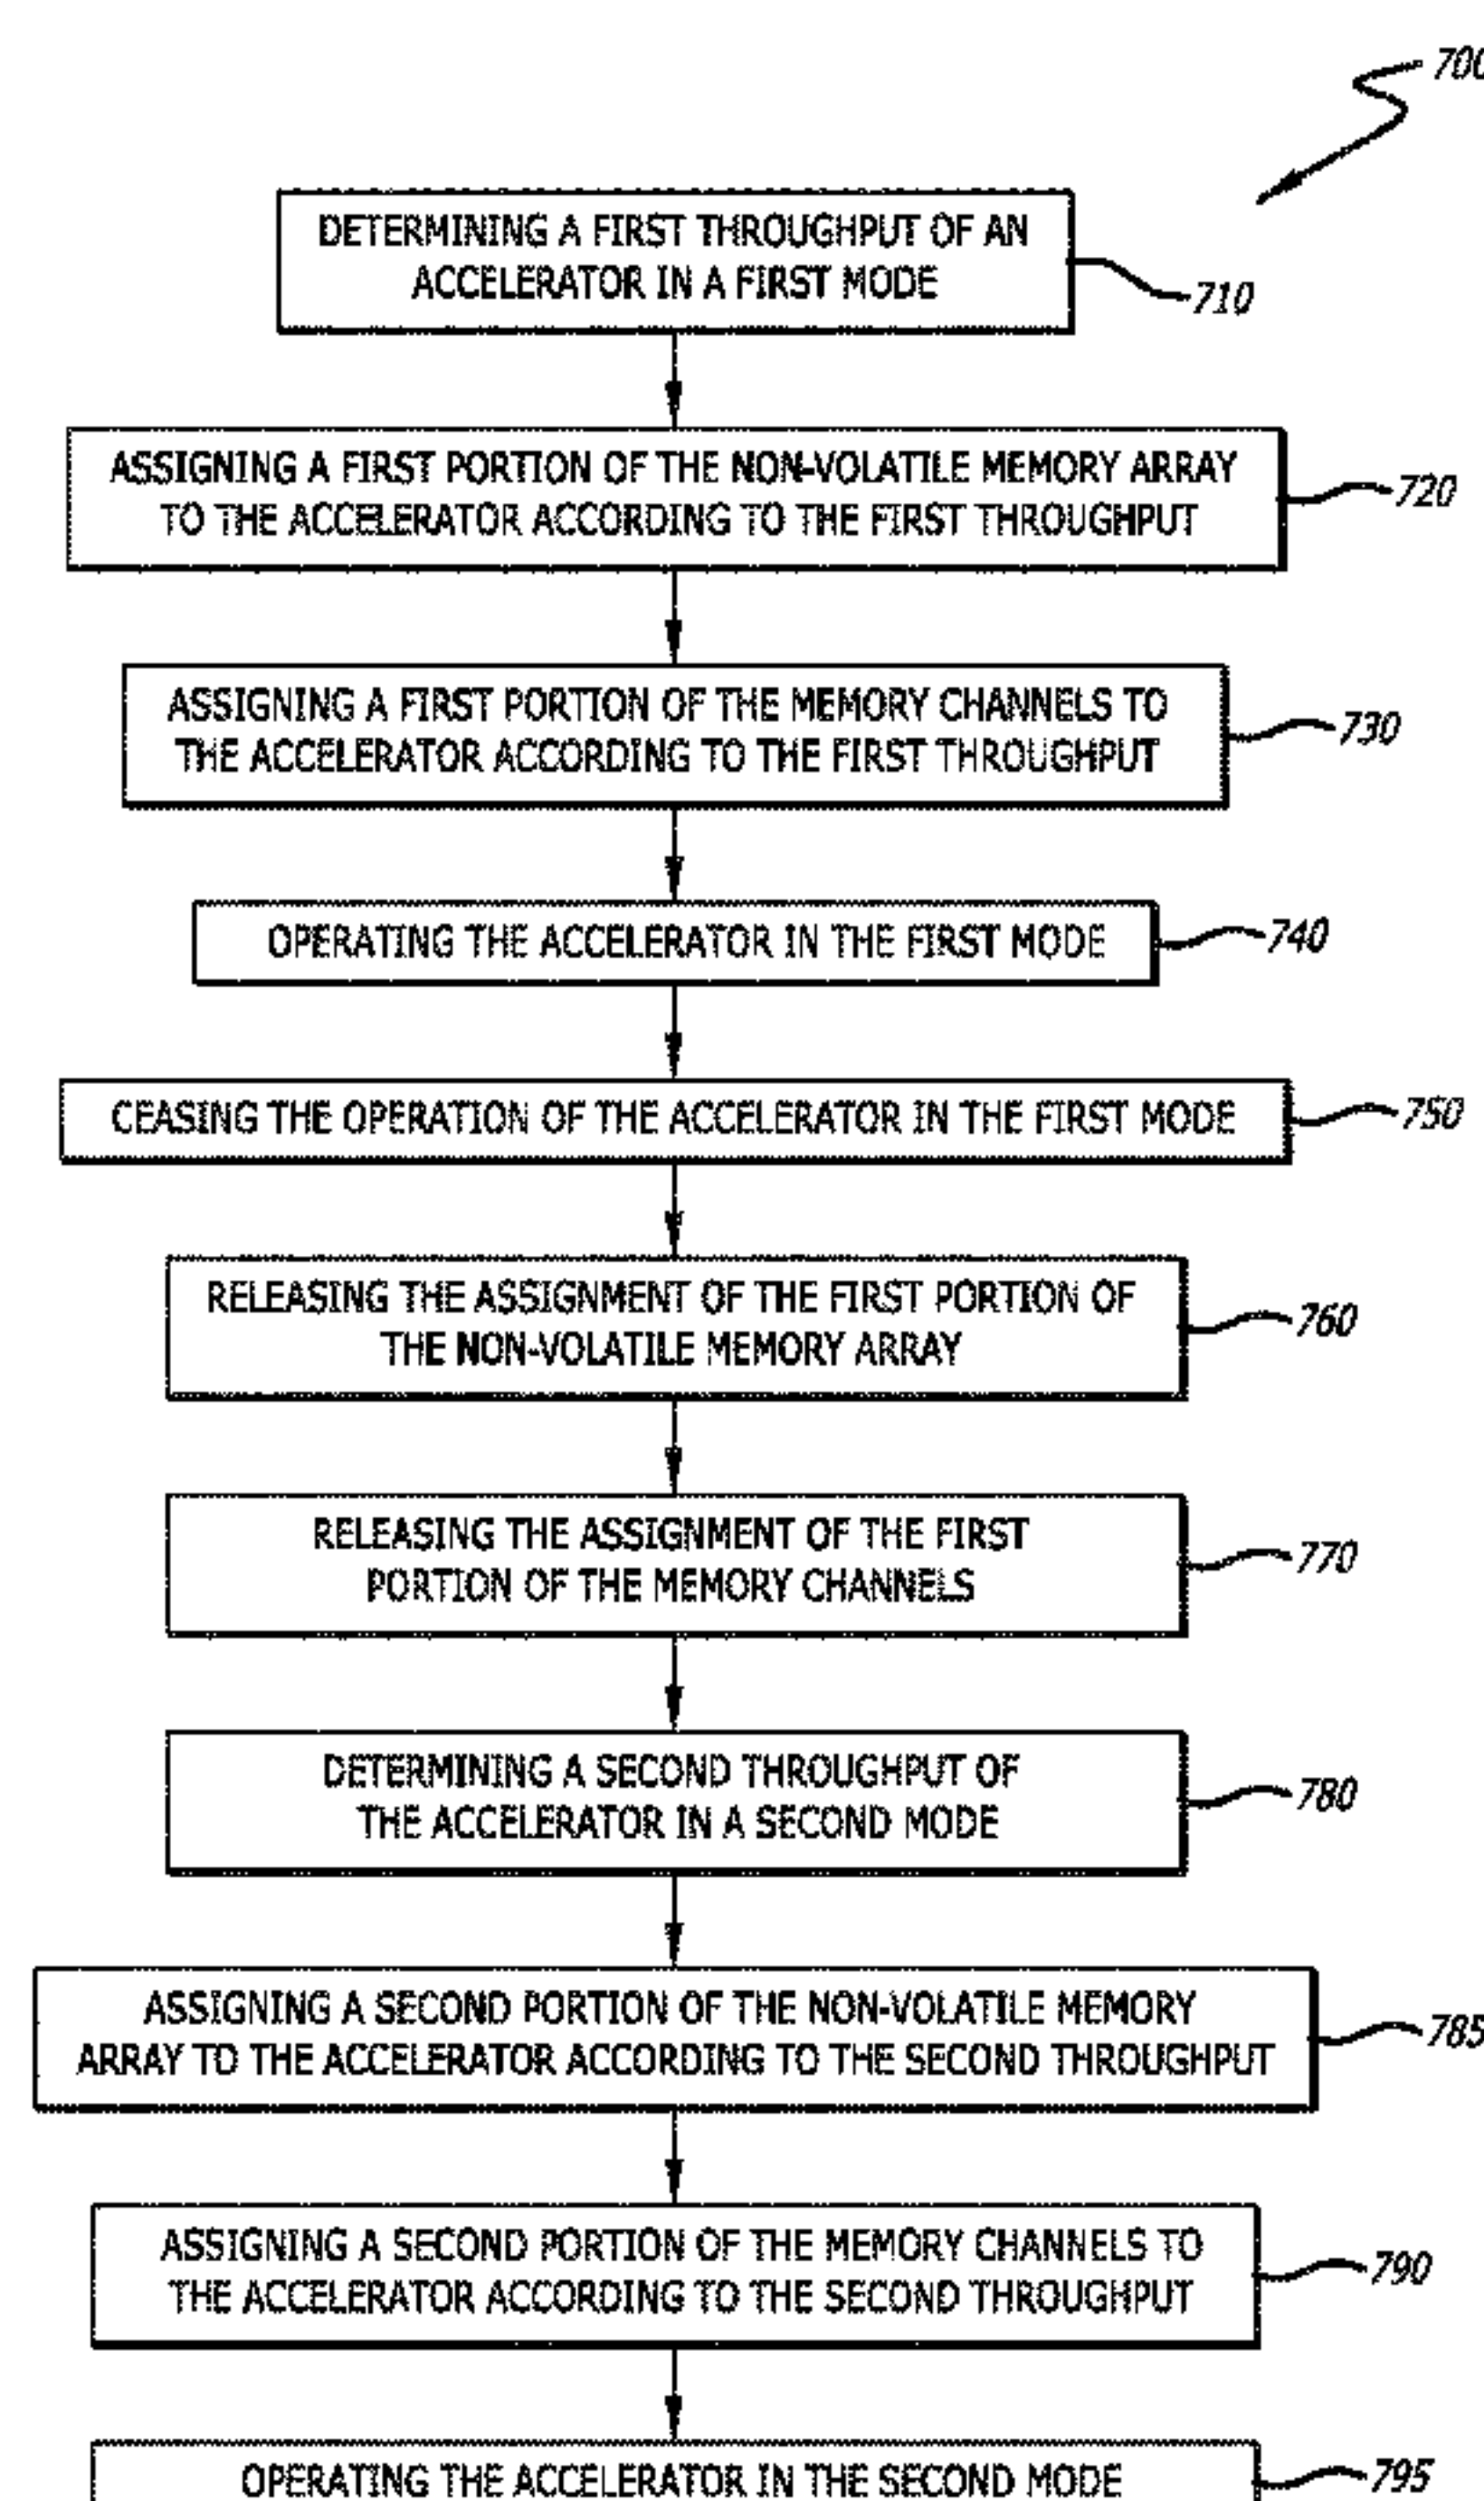 700
DETERMINING A FIRST THROUGHPUT OF AN
ACCELERATOR IN A FIRST MODE
710
ASSIGNING A FIRST PORTION OF THE NON-VOLATILE MEMORY ARRAY
TO THE ACCELERATOR ACCORDING TO THE FIRST THROUGHPUT
720
ASSIGNING A FIRST PORTION OF THE MEMORY CHANNELS TO
THE ACCELERATOR ACCORDING TO THE FIRST THROUGHPUT
730
OPERATING THE ACCELERATOR IN THE FIRST MODE
740
CEASING THE OPERATION OF THE ACCELERATOR IN THE FIRST MODE
750
RELEASING THE ASSIGNMENT OF THE FIRST PORTION OF
THE NON-VOLATILE MEMORY ARRAY
760
RELEASING THE ASSIGNMENT OF THE FIRST
PORTION OF THE MEMORY CHANNELS
770
DETERMINING A SECOND THROUGHPUT OF
THE ACCELERATOR IN A SECOND MODE
780
ASSIGNING A SECOND PORTION OF THE NON-VOLATILE MEMORY
ARRAY TO THE ACCELERATOR ACCORDING TO THE SECOND THROUGHPUT
785
ASSIGNING A SECOND PORTION OF THE MEMORY CHANNELS TO
THE ACCELERATOR ACCORDING TO THE SECOND THROUGHPUT
790
OPERATING THE ACCELERATOR IN THE SECOND MODE
795